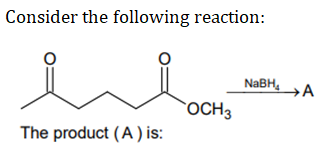 Consider the following reaction:
O O
NaBH₄
A
OCH₃
The product ( A ) is: